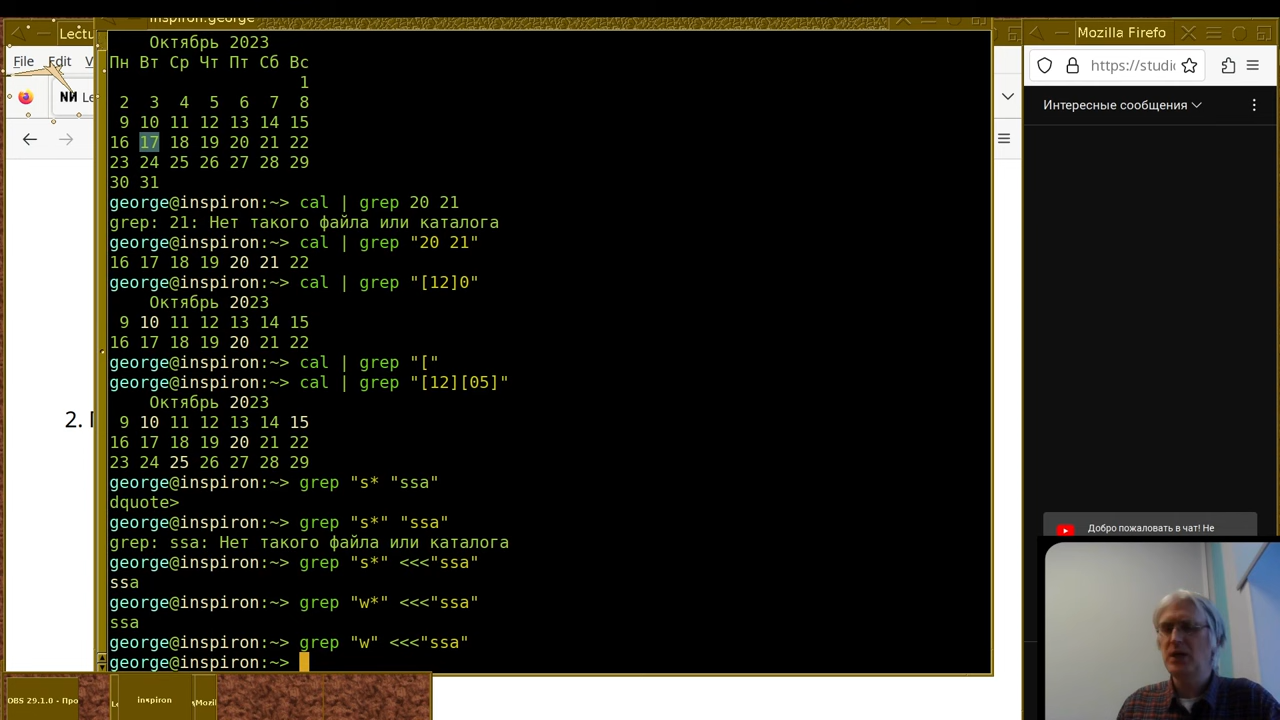 inspiron.george
Lectu
File Edit V
Le
2. Г
Октябрь 2023
Пн Вт Ср Чт Пт Сб Вс
1
2 3 4 5 6 7 8
9 10 11 12 13 14 15
16 17 18 19 20 21 22
23 24 25 26 27 28 29
30 31
george@inspiron:~> cal | grep 20 21
grep: 21: Нет такого файла или каталога
george@inspiron:~> cal | grep "20 21"
16 17 18 19 20 21 22
george@inspiron:~> cal | grep "[12]0"
Октябрь 2023
9 10 11 12 13 14 15
16 17 18 19 20 21 22
george@inspiron:~> cal | grep "["
george@inspiron:~> cal | grep "[12][05]"
Октябрь 2023
9 10 11 12 13 14 15
16 17 18 19 20 21 22
23 24 25 26 27 28 29
george@inspiron:~> grep "s* "ssa"
dquote>
george@inspiron:~> grep "s*" "ssa"
grep: ssa: Нет такого файла или каталога
george@inspiron:~> grep "s*" <<<"ssa"
ssa
george@inspiron:~> grep "w*" <<<"ssa"
ssa
george@inspiron:~> grep "w" <<<"ssa"
george@inspiron:~>
Mozilla Firefo
https://studi
Интересные сообщения
Добро пожаловать в чат! Не
DBS 29.1.0 - Про
inspiron
Mozil